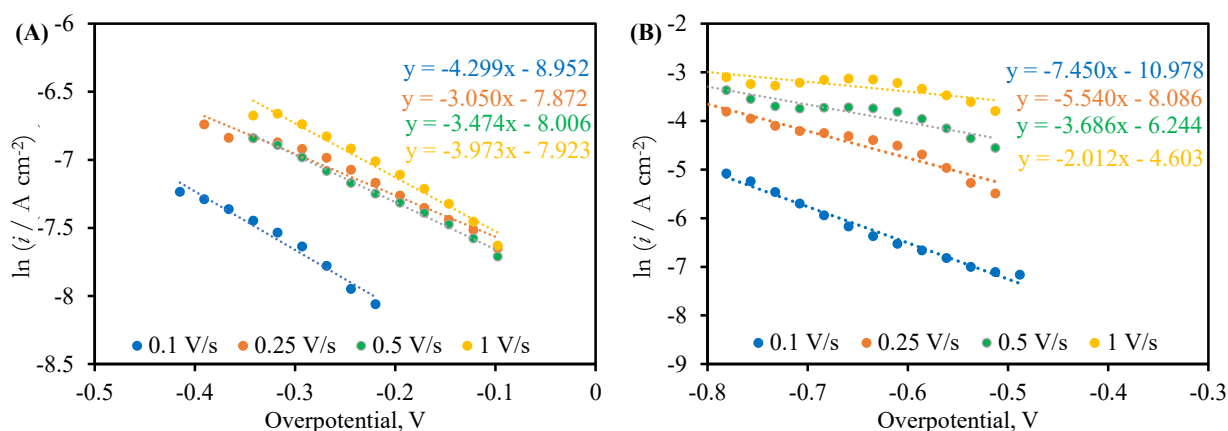 (A)
-6
-6.5
-7
-7.5
-8
-8.5
ln (i / A cm-2)
y = -4.299x - 8.952
y = -3.050x - 7.872
y = -3.474x - 8.006
y = -3.973x - 7.923
0.1 V/s 0.25 V/s 0.5 V/s 1 V/s
-0.5 -0.4 -0.3 -0.2 -0.1 0
Overpotential, V
(B)
-2
-3
-4
-5
-6
-7
-8
-9
ln (i / A cm-2)
y = -7.450x - 10.978
y = -5.540x - 8.086
y = -3.686x - 6.244
y = -2.012x - 4.603
0.1 V/s 0.25 V/s 0.5 V/s 1 V/s
-0.8 -0.7 -0.6 -0.5 -0.4 -0.3
Overpotential, V